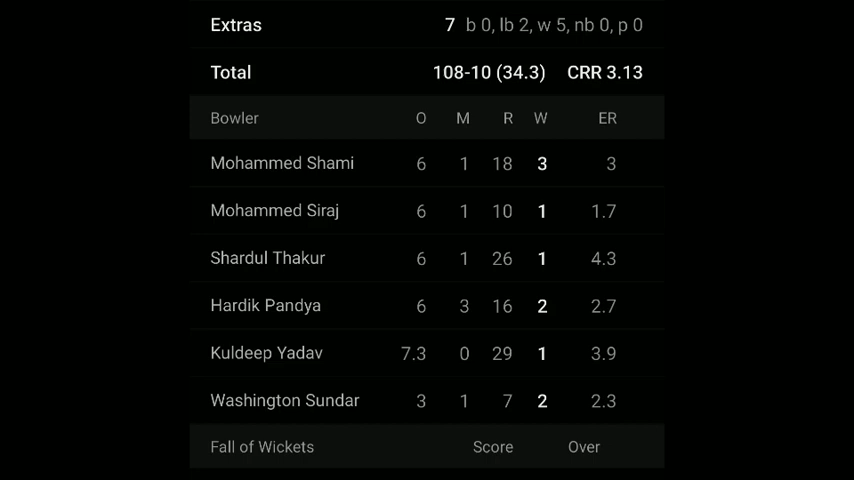 Extras 7 b 0, lb 2, w 5, nb 0, p 0
Total 108-10 (34.3) CRR 3.13
Bowler O M R W ER
Mohammed Shami 6 1 18 3 3
Mohammed Siraj 6 1 10 1 1.7
Shardul Thakur 6 1 26 1 4.3
Hardik Pandya 6 3 16 2 2.7
Kuldeep Yadav 7.3 0 29 1 3.9
Washington Sundar 3 1 7 2 2.3
Fall of Wickets Score Over